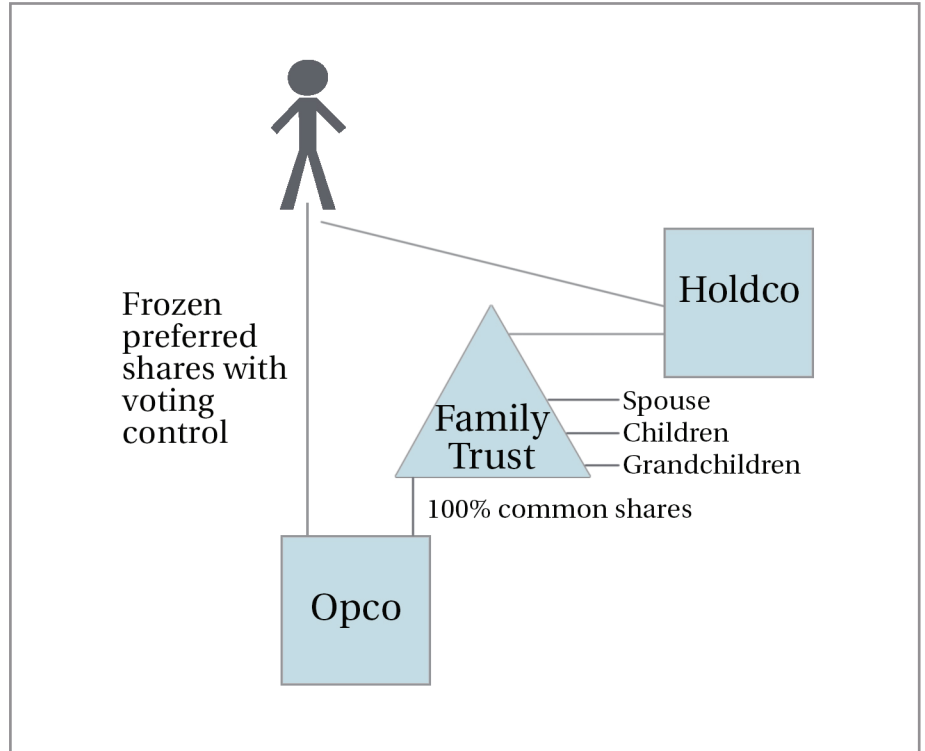 Holdco
Frozen
preferred
shares with
voting
control
Family
Trust
Spouse
Children
Grandchildren
100% common shares
Opco